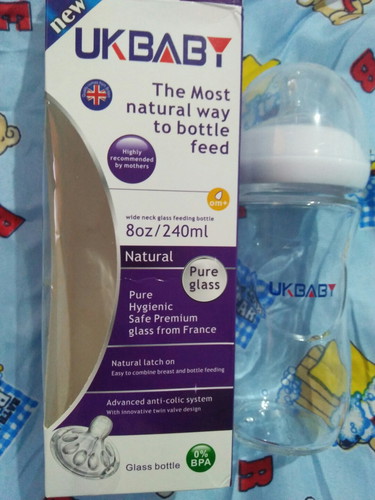 new
UKBABY
The Most
natural way
to bottle
feed
Highly
recommended
by mothers
0m+
wide neck glass feeding bottle
8oz/240ml
Natural
Pure
glass
Pure
Hygienic
Safe Premium
glass from France
Natural latch on
Easy to combine breast and bottle feeding
Advanced anti-colic system
With innovative twin valve design
Glass bottle
0%
BPA
UKBABY